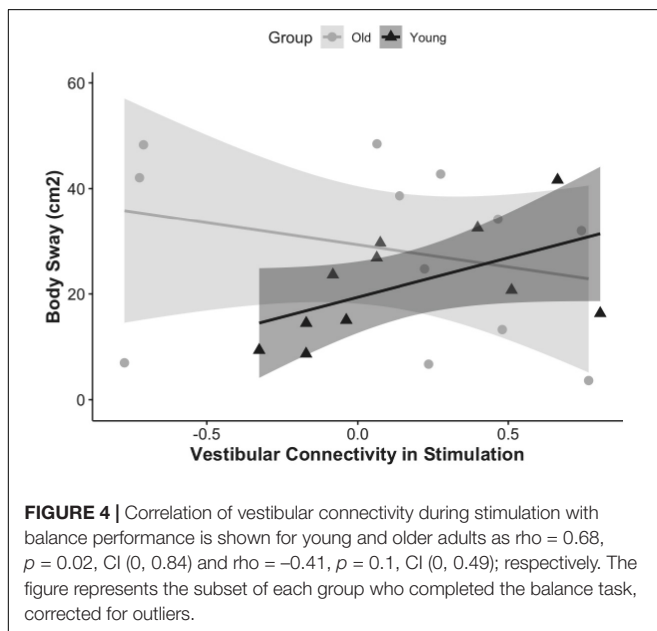 Group Old Young
60
40
20
0
Body Sway (cm2)
-0.5 0.0 0.5
Vestibular Connectivity in Stimulation
FIGURE 4 | Correlation of vestibular connectivity during stimulation with
balance performance is shown for young and older adults as rho = 0.68,
p = 0.02, CI (0, 0.84) and rho = –0.41, p = 0.1, CI (0, 0.49); respectively. The
figure represents the subset of each group who completed the balance task,
corrected for outliers.